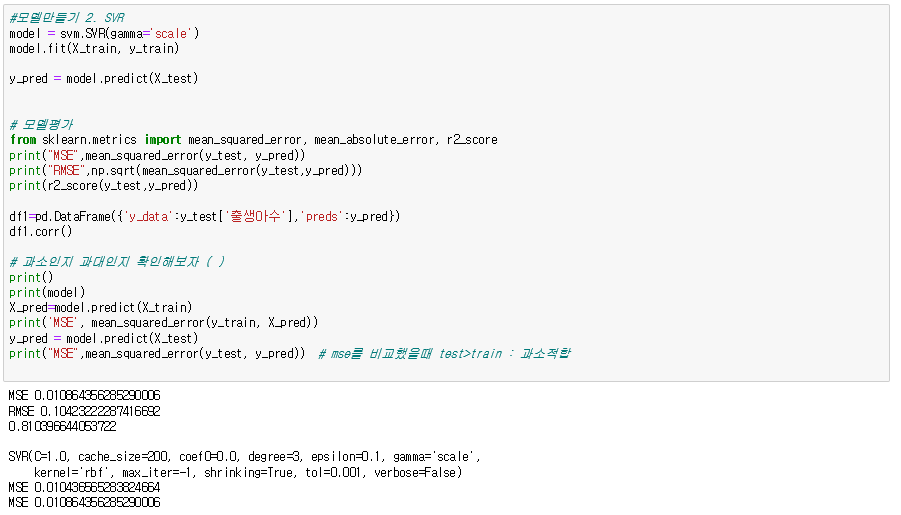 #모델만들기 2. SVR
model = svm.SVR(gamma='scale')
model.fit(X_train, y_train)
y_pred = model.predict(X_test)
# 모델평가
from sklearn.metrics import mean_squared_error, mean_absolute_error, r2_score
print("MSE",mean_squared_error(y_test, y_pred))
print("RMSE",np.sqrt(mean_squared_error(y_test,y_pred)))
print(r2_score(y_test,y_pred))
df1=pd.DataFrame({'y_data':y_test['출생아수'],'preds':y_pred})
df1.corr()
# 과소인지 과대인지 확인해보자 ( )
print()
print(model)
X_pred=model.predict(X_train)
print('MSE', mean_squared_error(y_train, X_pred))
y_pred = model.predict(X_test)
print("MSE",mean_squared_error(y_test, y_pred)) # mse를 비교했을때 test>train : 과소적합
MSE 0.010864356285290006
RMSE 0.10423222287416692
0.810396644053722
SVR(C=1.0, cache_size=200, coef0=0.0, degree=3, epsilon=0.1, gamma='scale',
kernel='rbf', max_iter=-1, shrinking=True, tol=0.001, verbose=False)
MSE 0.010436565283824664
MSE 0.010864356285290006